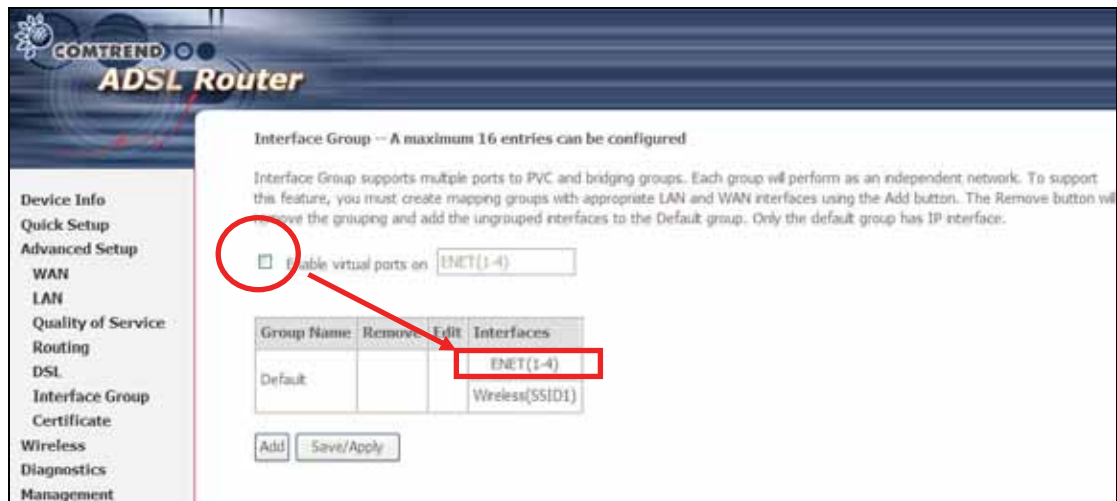 COMTREND
ADSL Router
Interface Group -- A maximum 16 entries can be configured
Interface Group supports multiple ports to PVC and bridging groups. Each group will perform as an independent network. To support
this feature, you must create mapping groups with appropriate LAN and WAN interfaces using the Add button. The Remove button will
remove the grouping and add the ungrouped interfaces to the Default group. Only the default group has IP interface.
Enable virtual ports on ENET(1-4)
Group Name Remove Edit Interfaces
Default
ENET(1-4)
Wireless(SSID1)
Add Save/Apply
Device Info
Quick Setup
Advanced Setup
WAN
LAN
Quality of Service
Routing
DSL
Interface Group
Certificate
Wireless
Diagnostics
Management